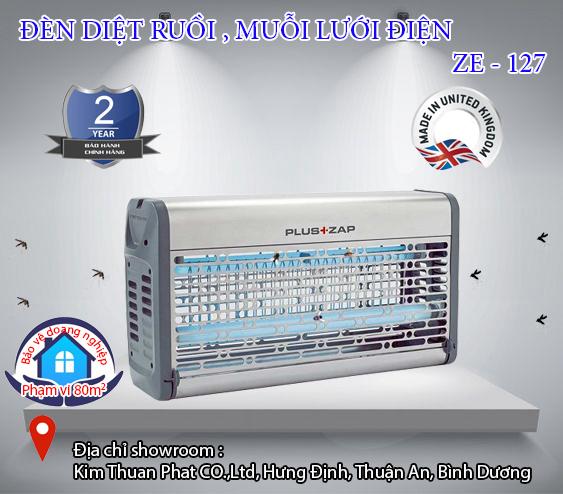 ĐÈN DIỆT RUỒI , MUỖI LƯỚI ĐIỆN
ZE - 127
2
YEAR
BẢO HÀNH
CHÍNH HÃNG
MADE IN UNITED KINGDOM
PLUS+ZAP
Bảo vệ doang nghiệp
Phạm vi 80m²
Địa chỉ showroom :
Kim Thuan Phat CO.,Ltd, Hưng Định, Thuận An, Bình Dương